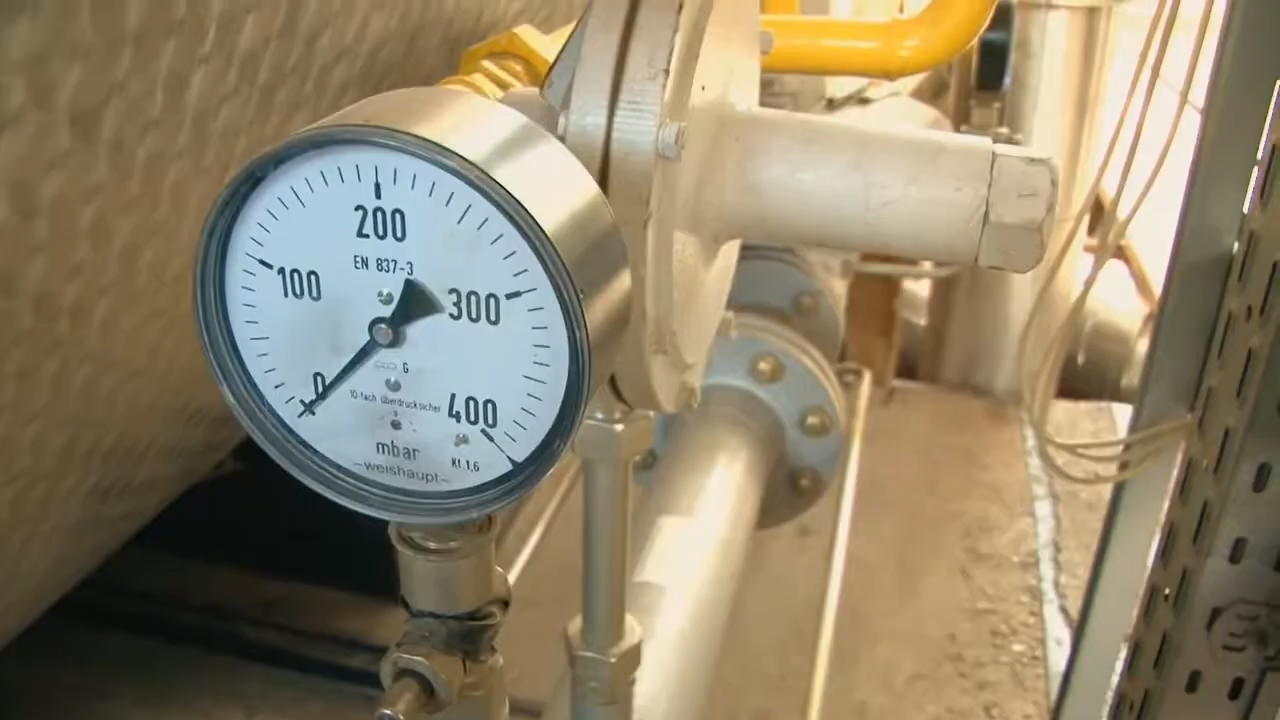 200
EN 837-3
100
300
G
0
10-fach überdrucksicher
400
mbar
Kl.1,6
-weishaupt-